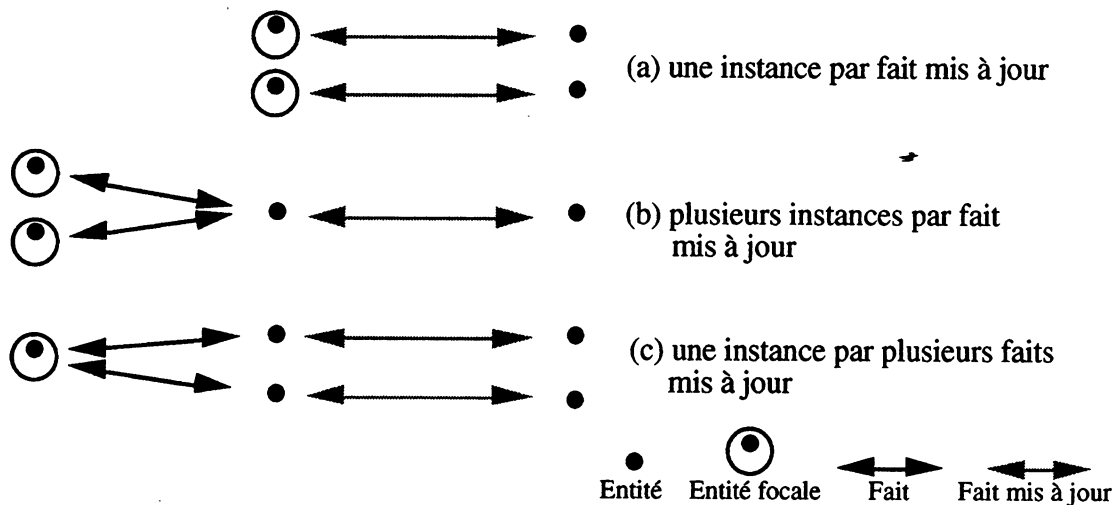 (a) une instance par fait mis à jour
(b) plusieurs instances par fait
mis à jour
(c) une instance par plusieurs faits
mis à jour
Entité Entité focale Fait Fait mis à jour